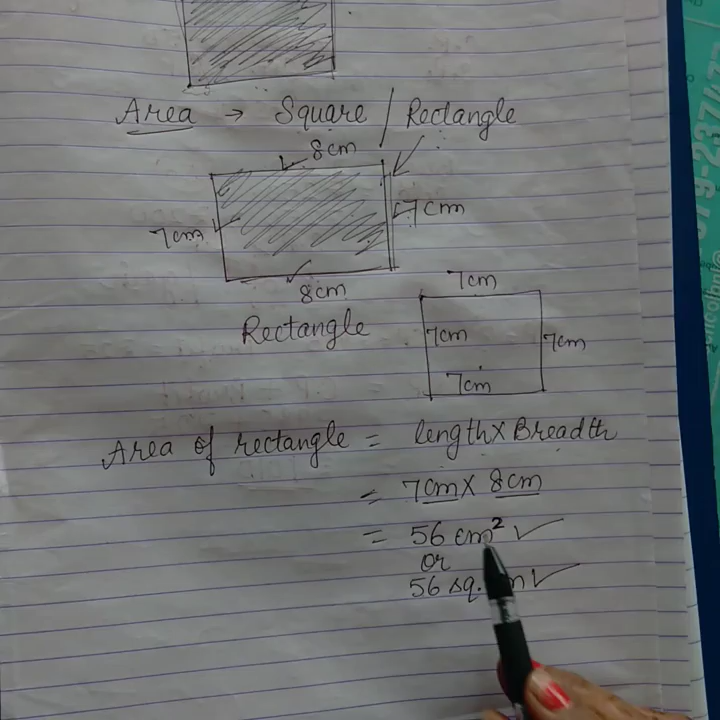 Area → Square / Rectangle
8cm
7cm
7cm
8cm
Rectangle
7cm
7cm
7cm
7cm
Area of rectangle = length × Breadth
= 7cm × 8cm
= 56 cm² ✓
or
56 sq.